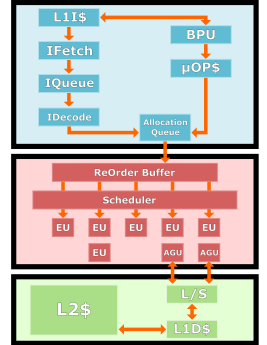 L1I$
BPU
IFetch
µOP$
IQueue
IDecode
Allocation
Queue
ReOrder Buffer
Scheduler
EU EU EU EU EU
EU AGU AGU
L2$
L/S
L1D$